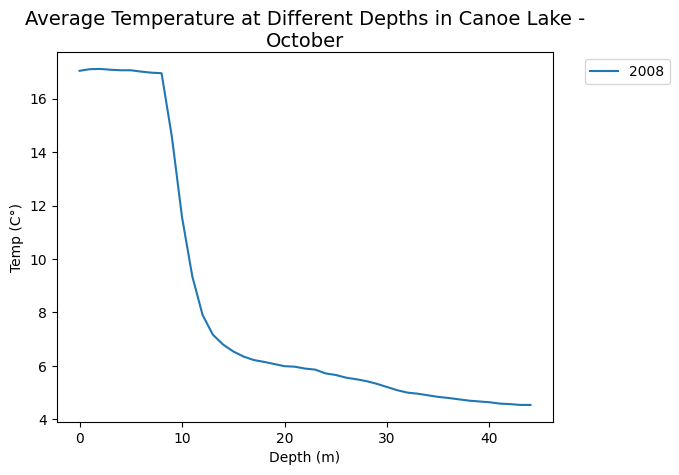 Average Temperature at Different Depths in Canoe Lake -
October
2008
16
14
12
10
8
6
4
Temp (C°)
0 10 20 30 40
Depth (m)